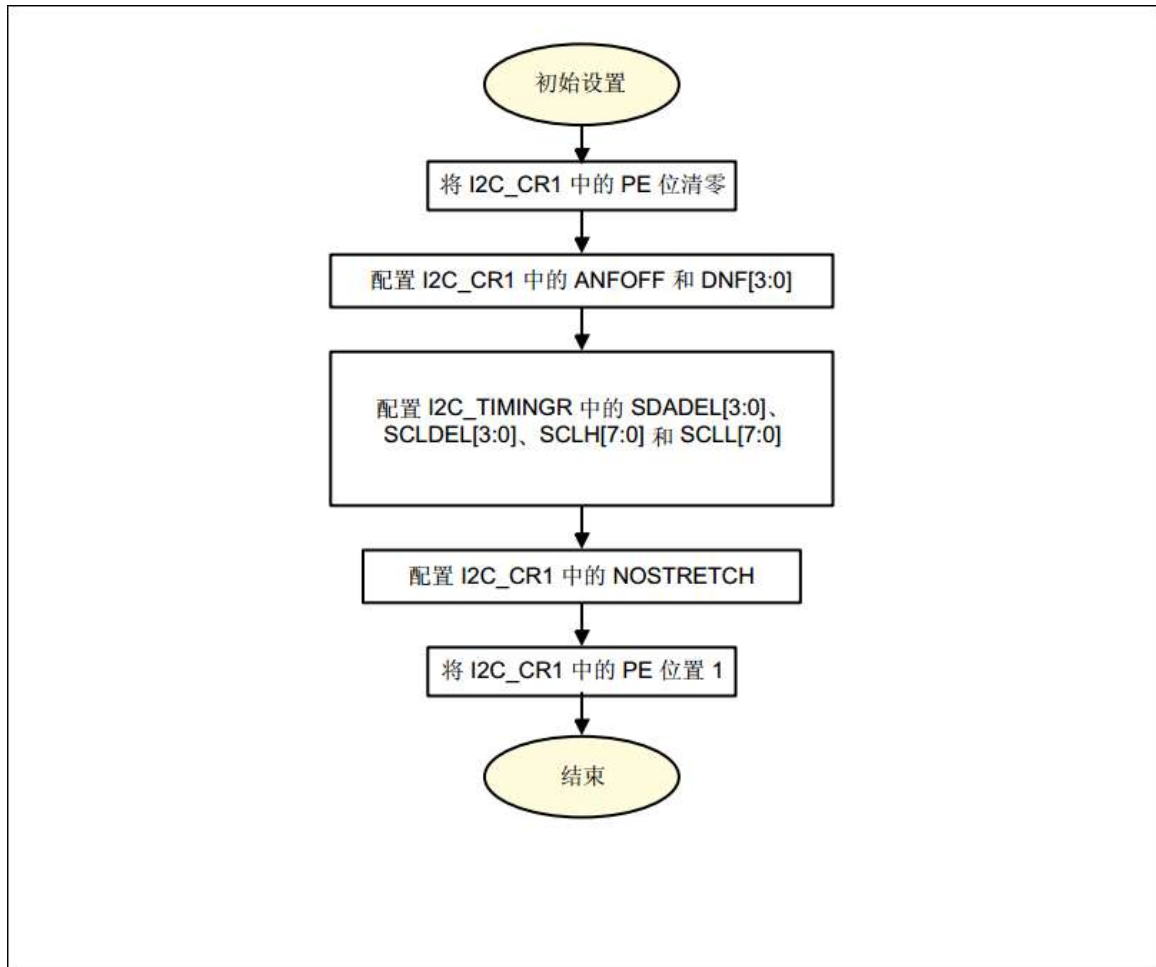 初始设置
将 I2C_CR1 中的 PE 位清零
配置 I2C_CR1 中的 ANFOFF 和 DNF[3:0]
配置 I2C_TIMINGR 中的 SDADEL[3:0]、
SCLDEL[3:0]、SCLH[7:0] 和 SCLL[7:0]
配置 I2C_CR1 中的 NOSTRETCH
将 I2C_CR1 中的 PE 位置 1
结束